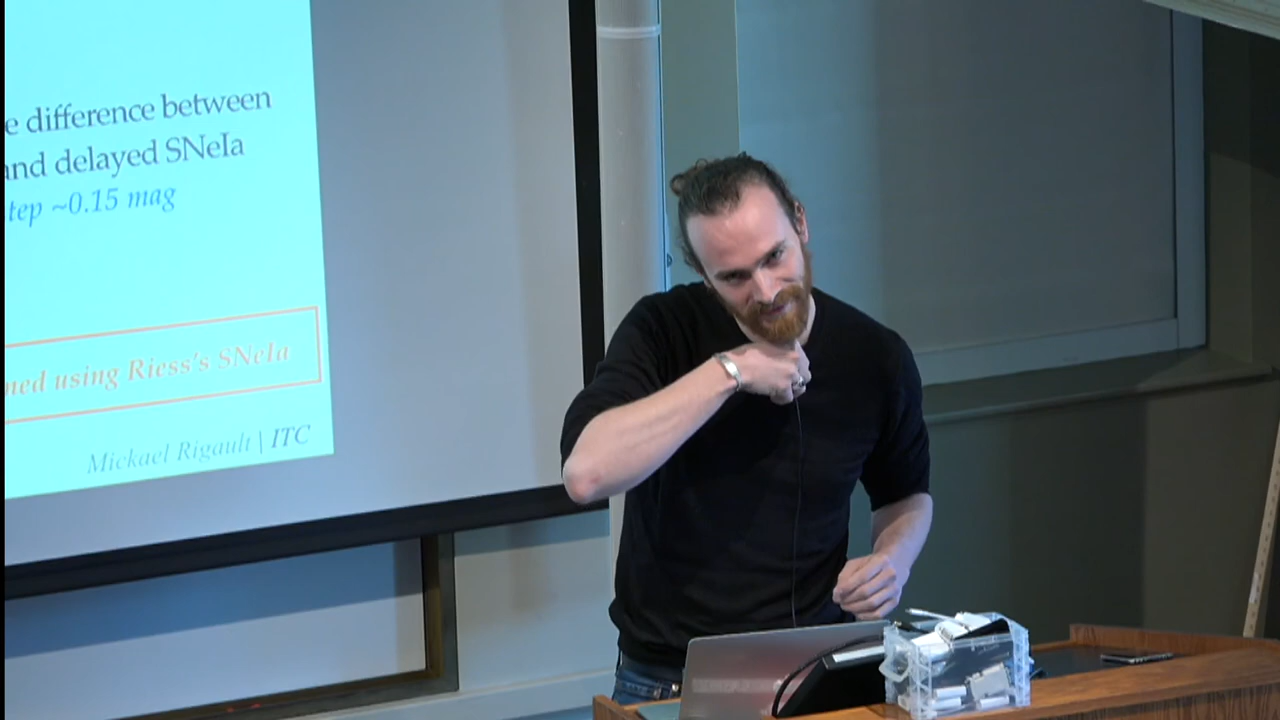 e difference between
and delayed SNeIa
tep ~0.15 mag
ned using Riess's SNeIa
Mickael Rigault | ITC